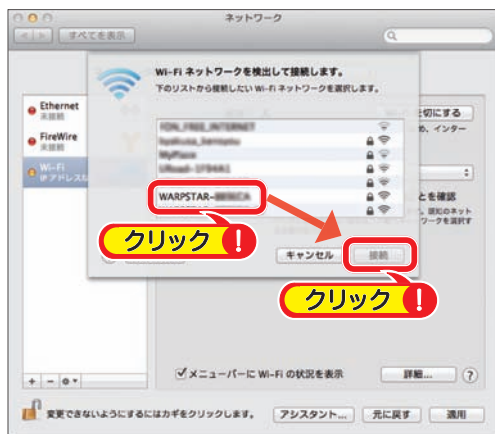 ネットワーク
すべてを表示
Wi-Fi ネットワークを検出して接続します。
下のリストから接続したい Wi-Fi ネットワークを選択します。
Ethernet
未接続
FireWire
未接続
Wi-Fi
IP アドレス
切にする
め、インター
WARPSTAR-
とを確認
、既知のネット
ワークを選択す
クリック!
キャンセル
接続
クリック!
メニューバーに Wi-Fi の状況を表示
詳細...
?
変更できないようにするにはカギをクリックします。
アシスタント...
元に戻す
適用